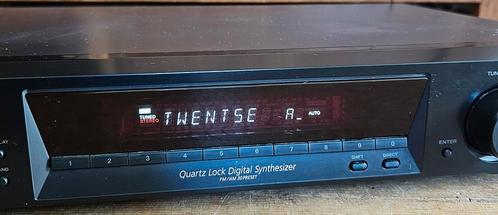 TUNED
STEREO
TWENTSE A_ AUTO
TUN
1 2 3 4 5 6 7 8 9 0
SHIFT
DIRECT
ENTER
Quartz Lock Digital Synthesizer
FM/AM 30 PRESET